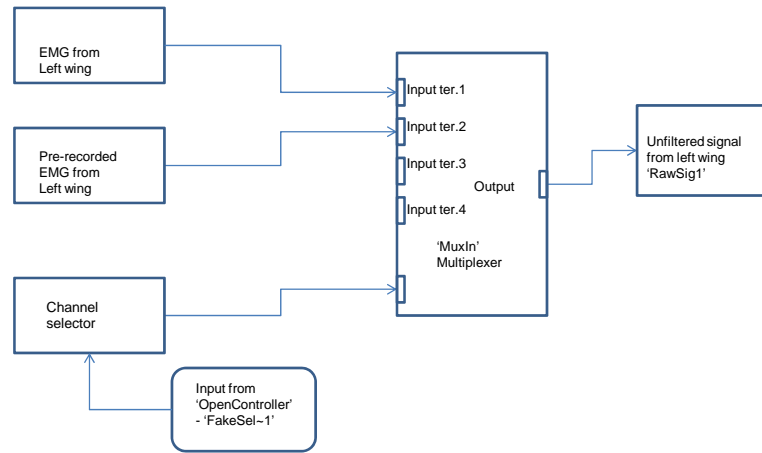 EMG from
Left wing
Input ter.1
Pre-recorded
EMG from
Left wing
Input ter.2
Input ter.3
Input ter.4
Output
Unfiltered signal
from left wing
‘RawSig1’
‘MuxIn’
Multiplexer
Channel
selector
Input from
‘OpenController’
- ‘FakeSel~1’